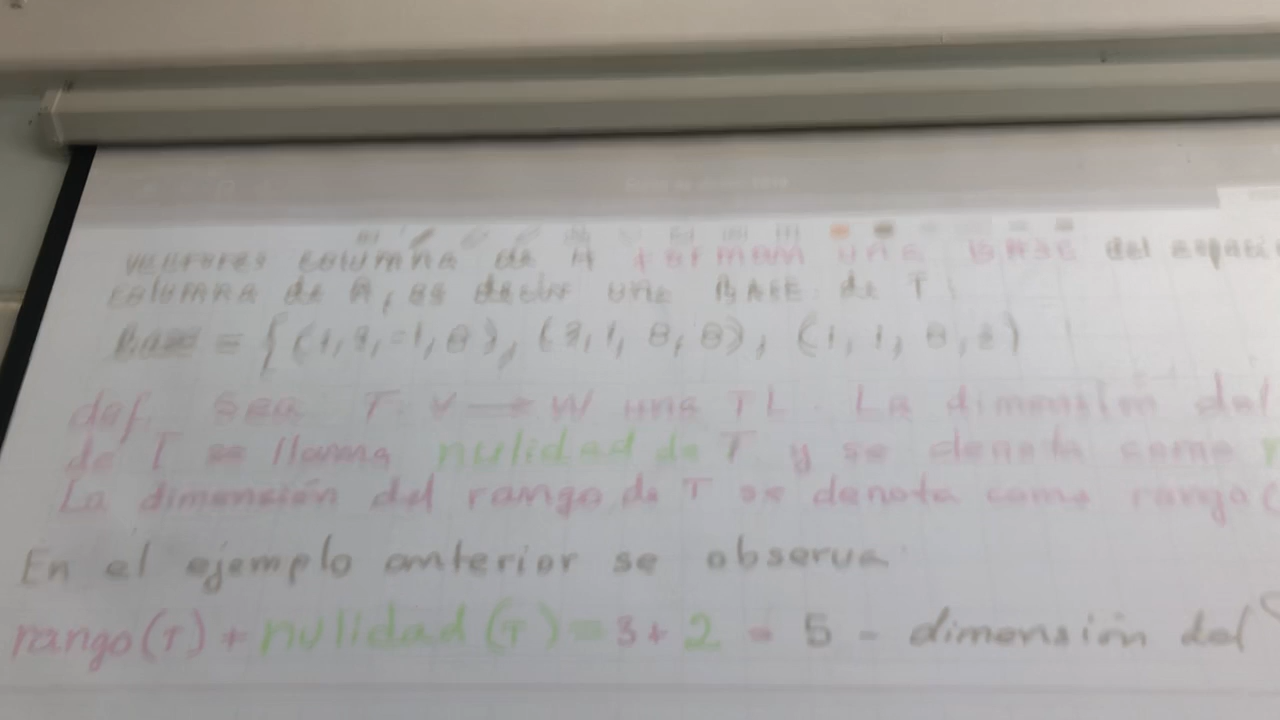 vectores columna de A forman una BASE del espaci
columna de A, es decir una BASE de T.
Base = {(1, 2, -1, 0), (2, 1, 0, 0), (1, 1, 0, 2)
def. Sea T: V → W una TL. La dimensión del
de T se llama nulidad de T y se denota como
La dimensión del rango de T se denota como rango(
En el ejemplo anterior se observa
rango(T) + nulidad(T) = 3 + 2 = 5 = dimensión del